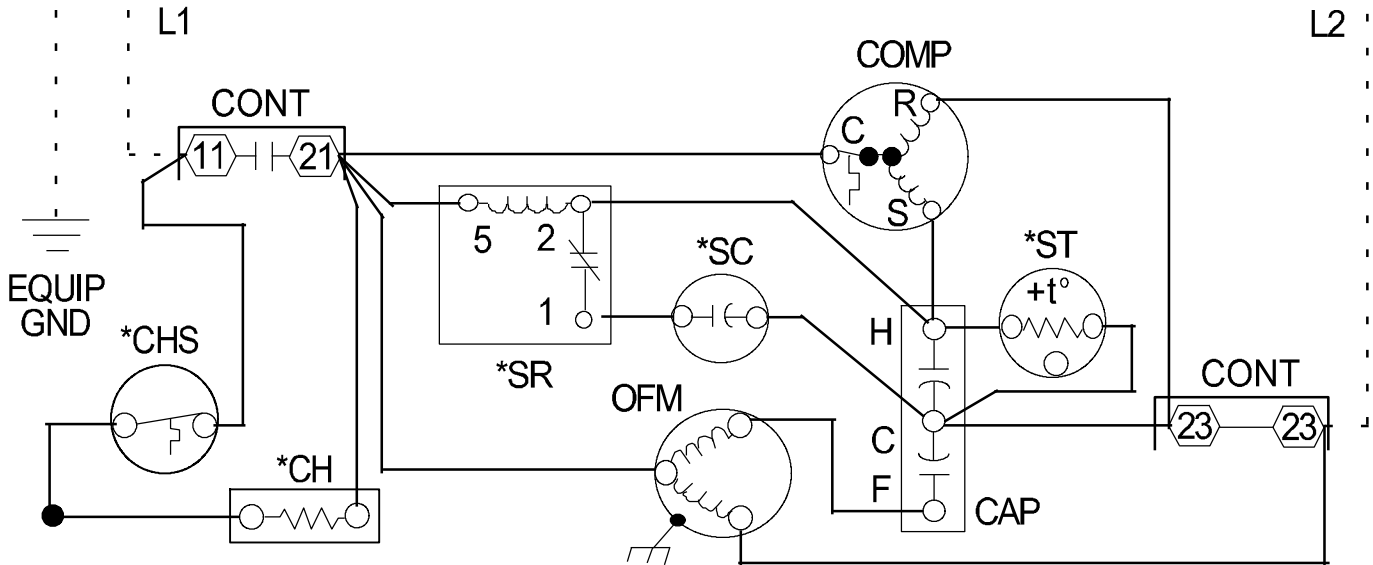 L1
L2
COMP
CONT
R
C
11
21
S
5
2
*SC
*ST
+t°
EQUIP
GND
1
H
*CHS
*SR
CONT
OFM
23
23
C
*CH
F
CAP